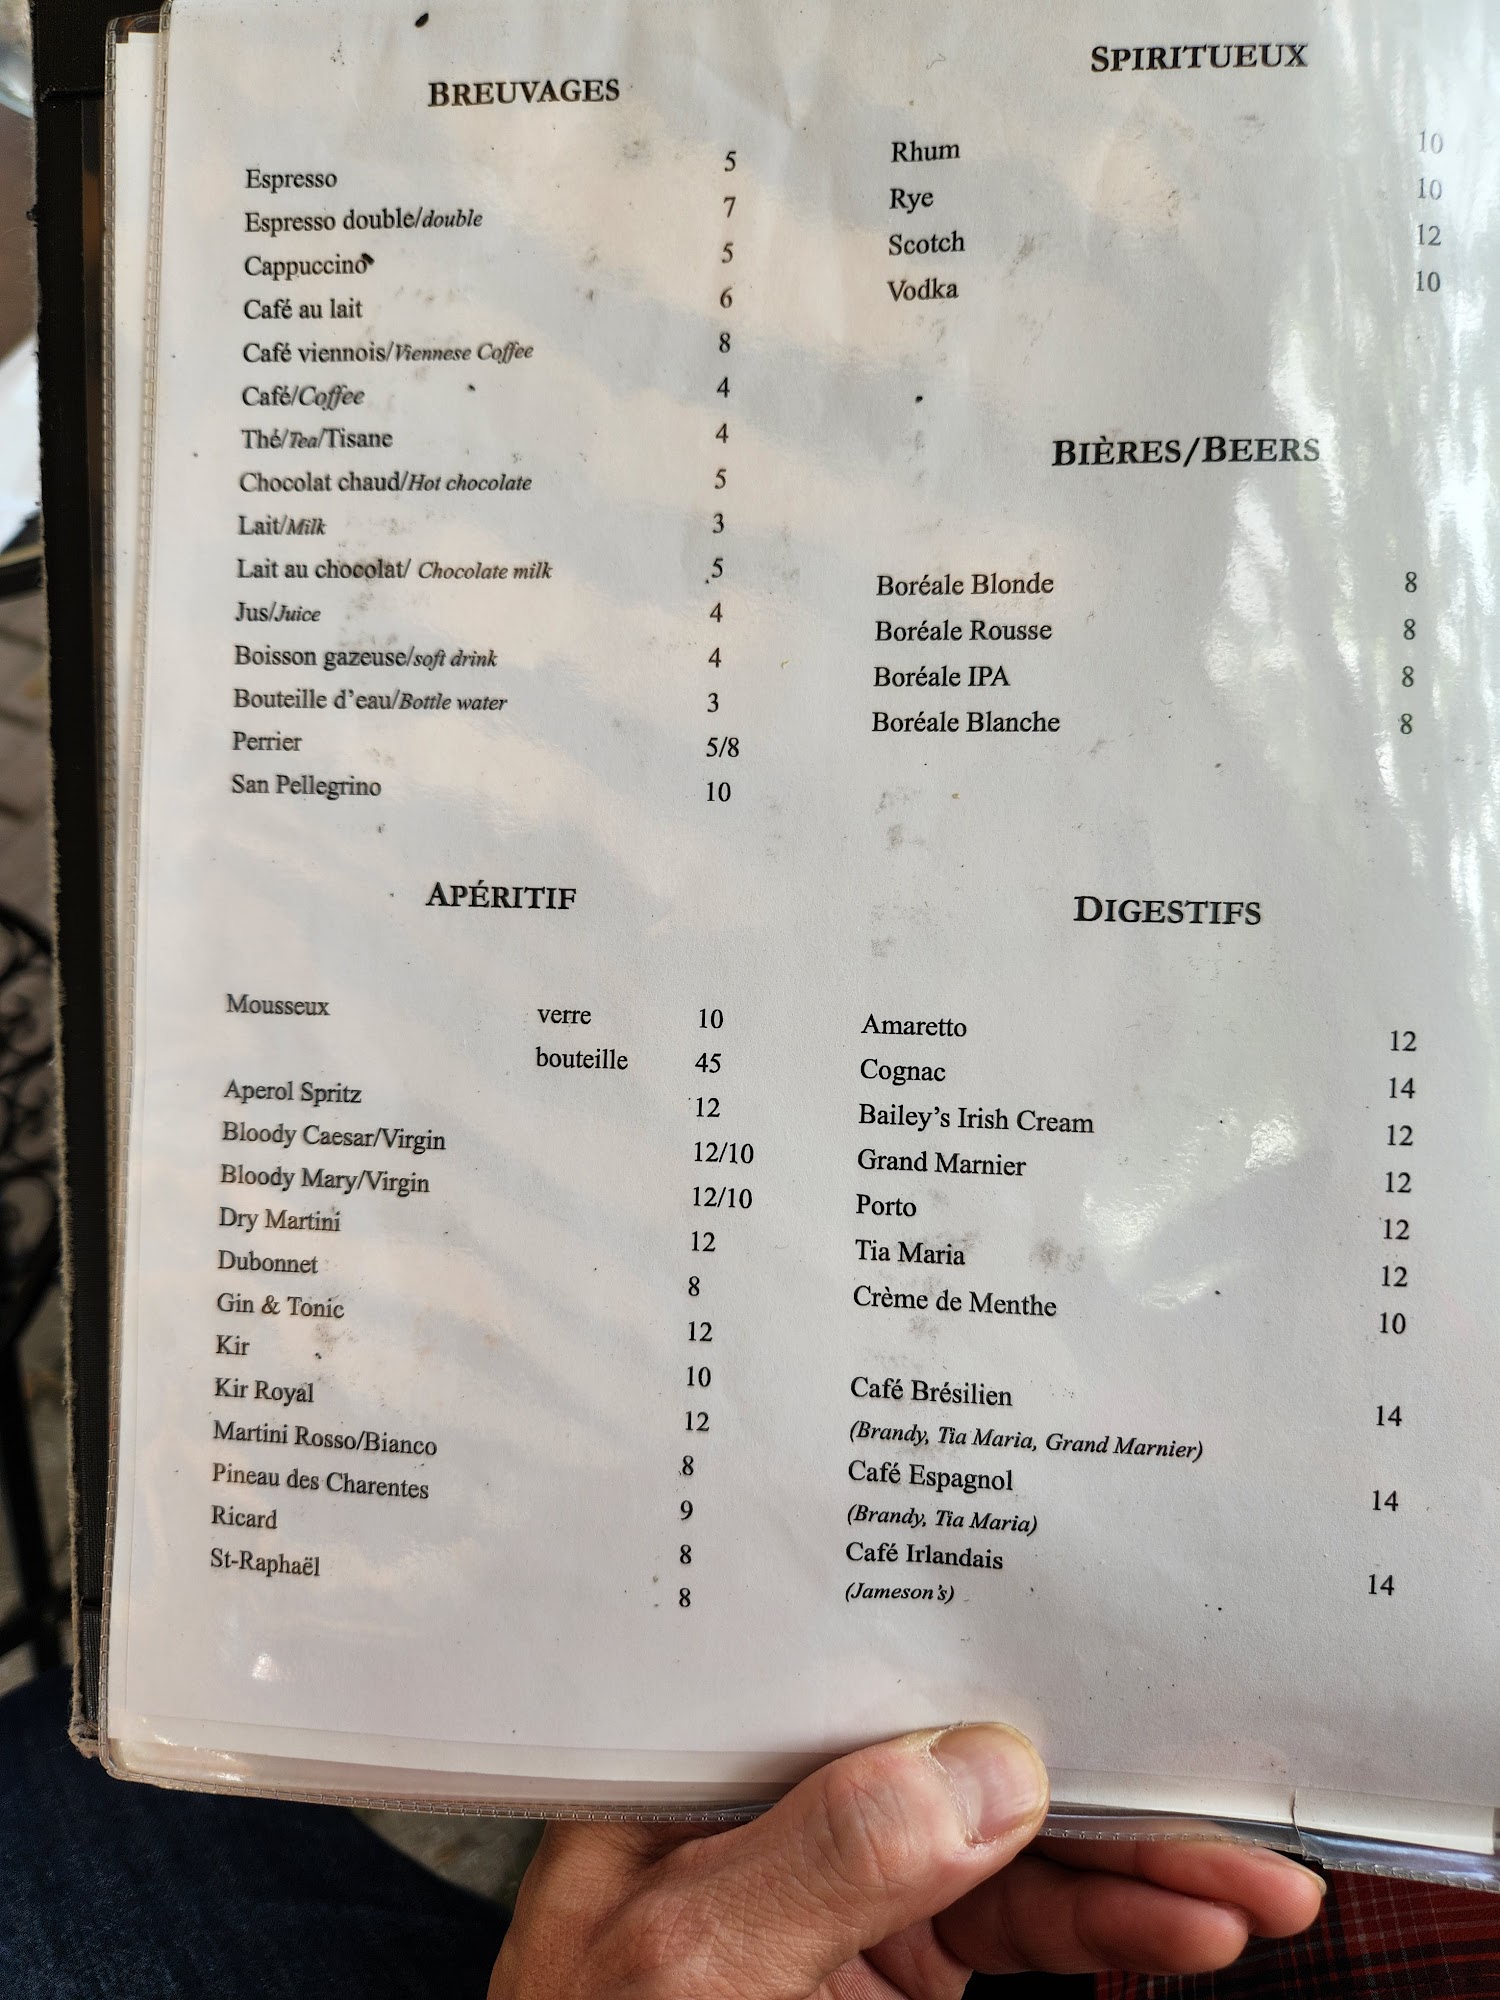 BREUVAGES
Espresso 5
Espresso double/double 7
Cappuccino 5
Café au lait 6
Café viennois/Viennese Coffee 8
Café/Coffee 4
Thé/Tea/Tisane 4
Chocolat chaud/Hot chocolate 5
Lait/Milk 3
Lait au chocolat/ Chocolate milk 5
Jus/Juice 4
Boisson gazeuse/soft drink 4
Bouteille d'eau/Bottle water 3
Perrier 5/8
San Pellegrino 10
APÉRITIF
Mousseux verre 10
bouteille 45
Aperol Spritz 12
Bloody Caesar/Virgin 12/10
Bloody Mary/Virgin 12/10
Dry Martini 12
Dubonnet 8
Gin & Tonic 12
Kir 10
Kir Royal 12
Martini Rosso/Bianco 8
Pineau des Charentes 9
Ricard 8
St-Raphaël 8
SPIRITUEUX
Rhum 10
Rye 10
Scotch 12
Vodka 10
BIÈRES/BEERS
Boréale Blonde 8
Boréale Rousse 8
Boréale IPA 8
Boréale Blanche 8
DIGESTIFS
Amaretto 12
Cognac 14
Bailey's Irish Cream 12
Grand Marnier 12
Porto 12
Tia Maria 12
Crème de Menthe 10
Café Brésilien 14
(Brandy, Tia Maria, Grand Marnier)
Café Espagnol 14
(Brandy, Tia Maria)
Café Irlandais 14
(Jameson's)